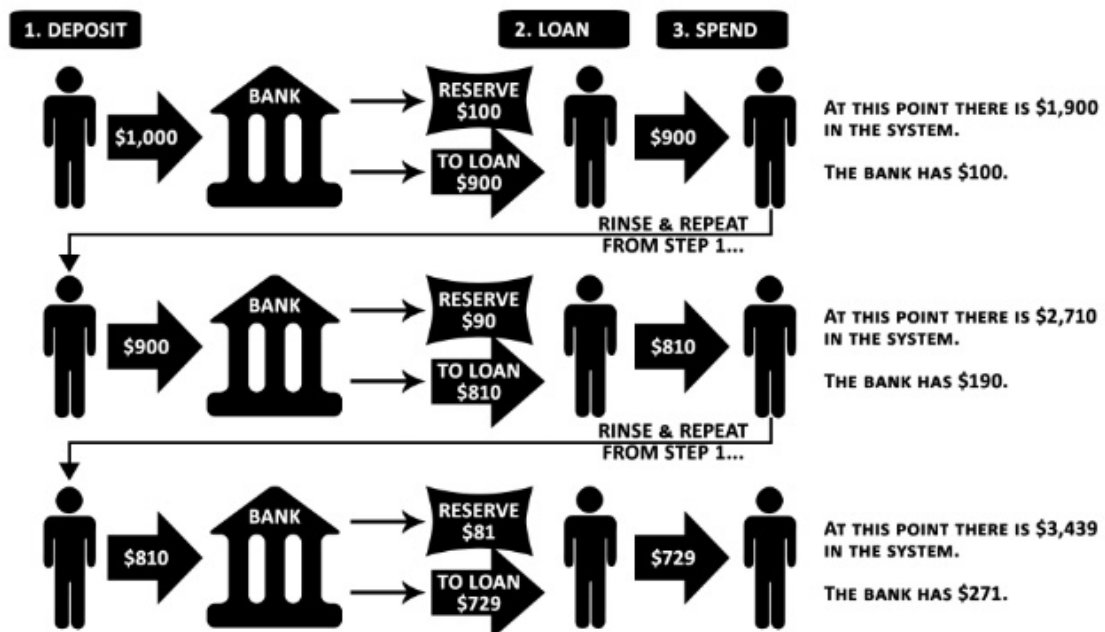 1. DEPOSIT
2. LOAN
3. SPEND
$1,000
BANK
RESERVE
$100
TO LOAN
$900
$900
AT THIS POINT THERE IS $1,900
IN THE SYSTEM.
THE BANK HAS $100.
RINSE & REPEAT
FROM STEP 1...
$900
BANK
RESERVE
$90
TO LOAN
$810
$810
AT THIS POINT THERE IS $2,710
IN THE SYSTEM.
THE BANK HAS $190.
RINSE & REPEAT
FROM STEP 1...
$810
BANK
RESERVE
$81
TO LOAN
$729
$729
AT THIS POINT THERE IS $3,439
IN THE SYSTEM.
THE BANK HAS $271.